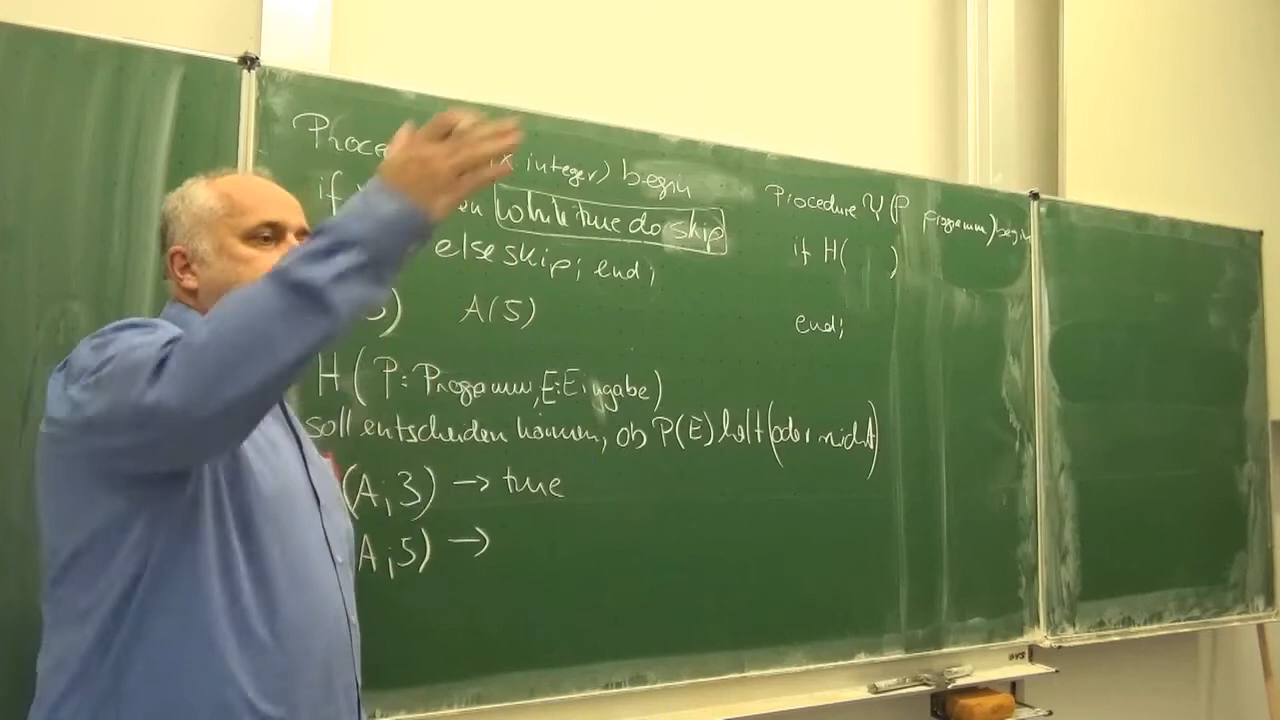 Proce x: integer) begin
if en while true do skip
else skip; end;
) A(5)
H(P: Programm, E: Eingabe)
soll entscheiden können, ob P(E) hält (oder nicht)
(A,3) → true
(A,5) →
Procedure Ψ(P programm) begin
if H( )
end;